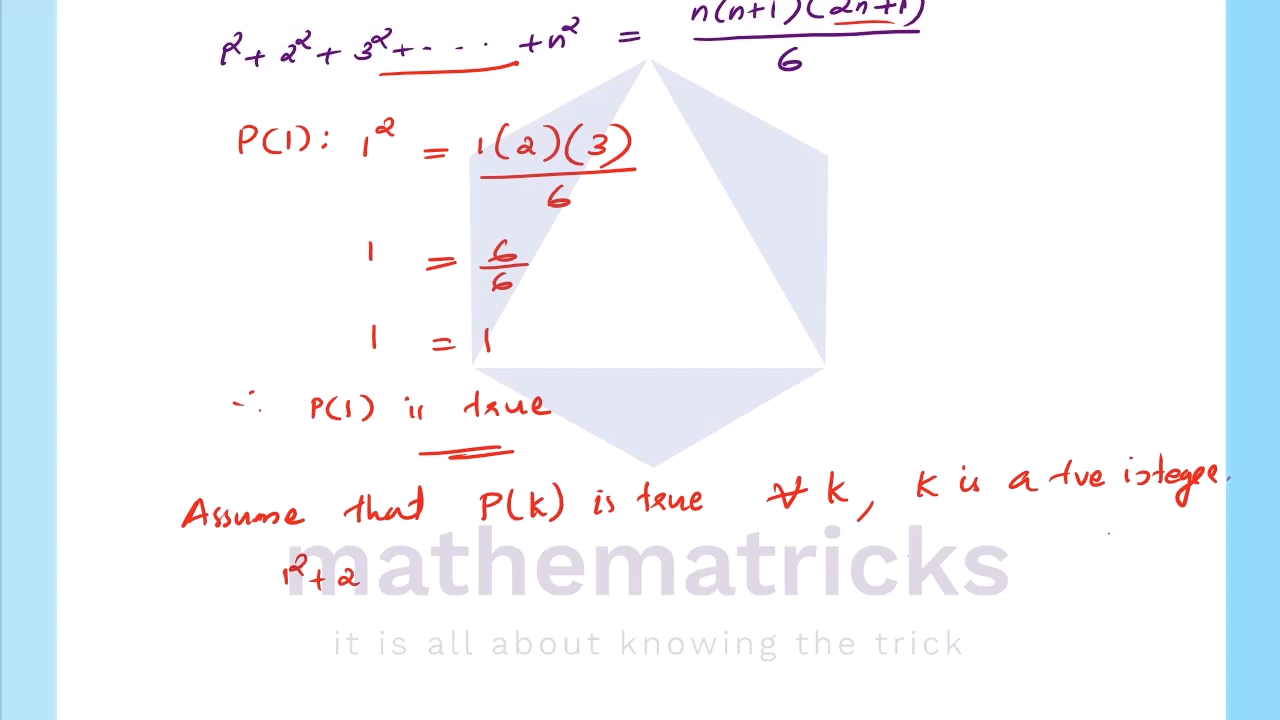 1² + 2² + 3² + - . . . + n² = n(n+1)(2n+1) / 6
P(1): 1² = 1(2)(3) / 6
1 = 6/6
1 = 1
∴ P(1) is true
Assume that P(k) is true ∀ k, k is a +ve integer.
1² + 2
mathematricks
it is all about knowing the trick